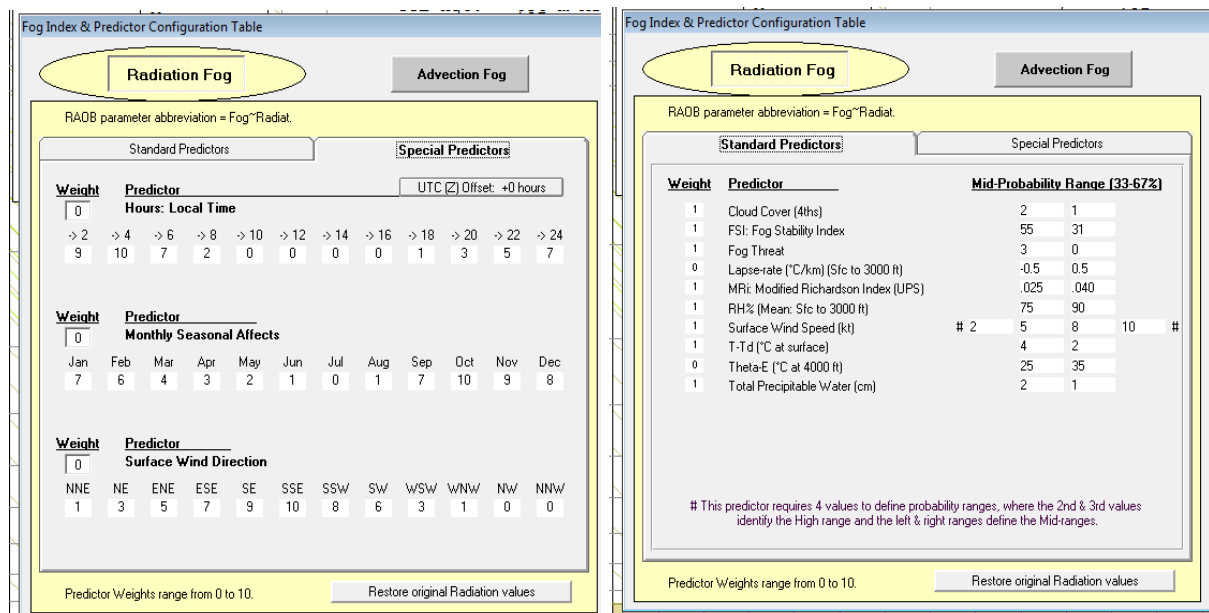 Fog Index & Predictor Configuration Table
Radiation Fog
Advection Fog
RAOB parameter abbreviation = Fog~Radiat.
Standard Predictors
Special Predictors
Weight Predictor
UTC (Z) Offset: +0 hours
0 Hours: Local Time
-> 2 -> 4 -> 6 -> 8 -> 10 -> 12 -> 14 -> 16 -> 18 -> 20 -> 22 -> 24
9 10 7 2 0 0 0 0 1 3 5 7
Weight Predictor
0 Monthly Seasonal Affects
Jan Feb Mar Apr May Jun Jul Aug Sep Oct Nov Dec
7 6 4 3 2 1 0 1 7 10 9 8
Weight Predictor
0 Surface Wind Direction
NNE NE ENE ESE SE SSE SSW SW WSW WNW NW NNW
1 3 5 7 9 10 8 6 3 1 0 0
Predictor Weights range from 0 to 10.
Restore original Radiation values
Fog Index & Predictor Configuration Table
Radiation Fog
Advection Fog
RAOB parameter abbreviation = Fog~Radiat.
Standard Predictors
Special Predictors
Weight Predictor Mid-Probability Range (33-67%)
1 Cloud Cover (4ths) 2 1
1 FSI: Fog Stability Index 55 31
1 Fog Threat 3 0
0 Lapse-rate (°C/km) (Sfc to 3000 ft) -0.5 0.5
1 MRi: Modified Richardson Index (UPS) .025 .040
1 RH% (Mean: Sfc to 3000 ft) 75 90
1 Surface Wind Speed (kt) # 2 5 8 10 #
1 T-Td (°C at surface) 4 2
0 Theta-E (°C at 4000 ft) 25 35
1 Total Precipitable Water (cm) 2 1
# This predictor requires 4 values to define probability ranges, where the 2nd & 3rd values
identify the High range and the left & right ranges define the Mid-ranges.
Predictor Weights range from 0 to 10.
Restore original Radiation values